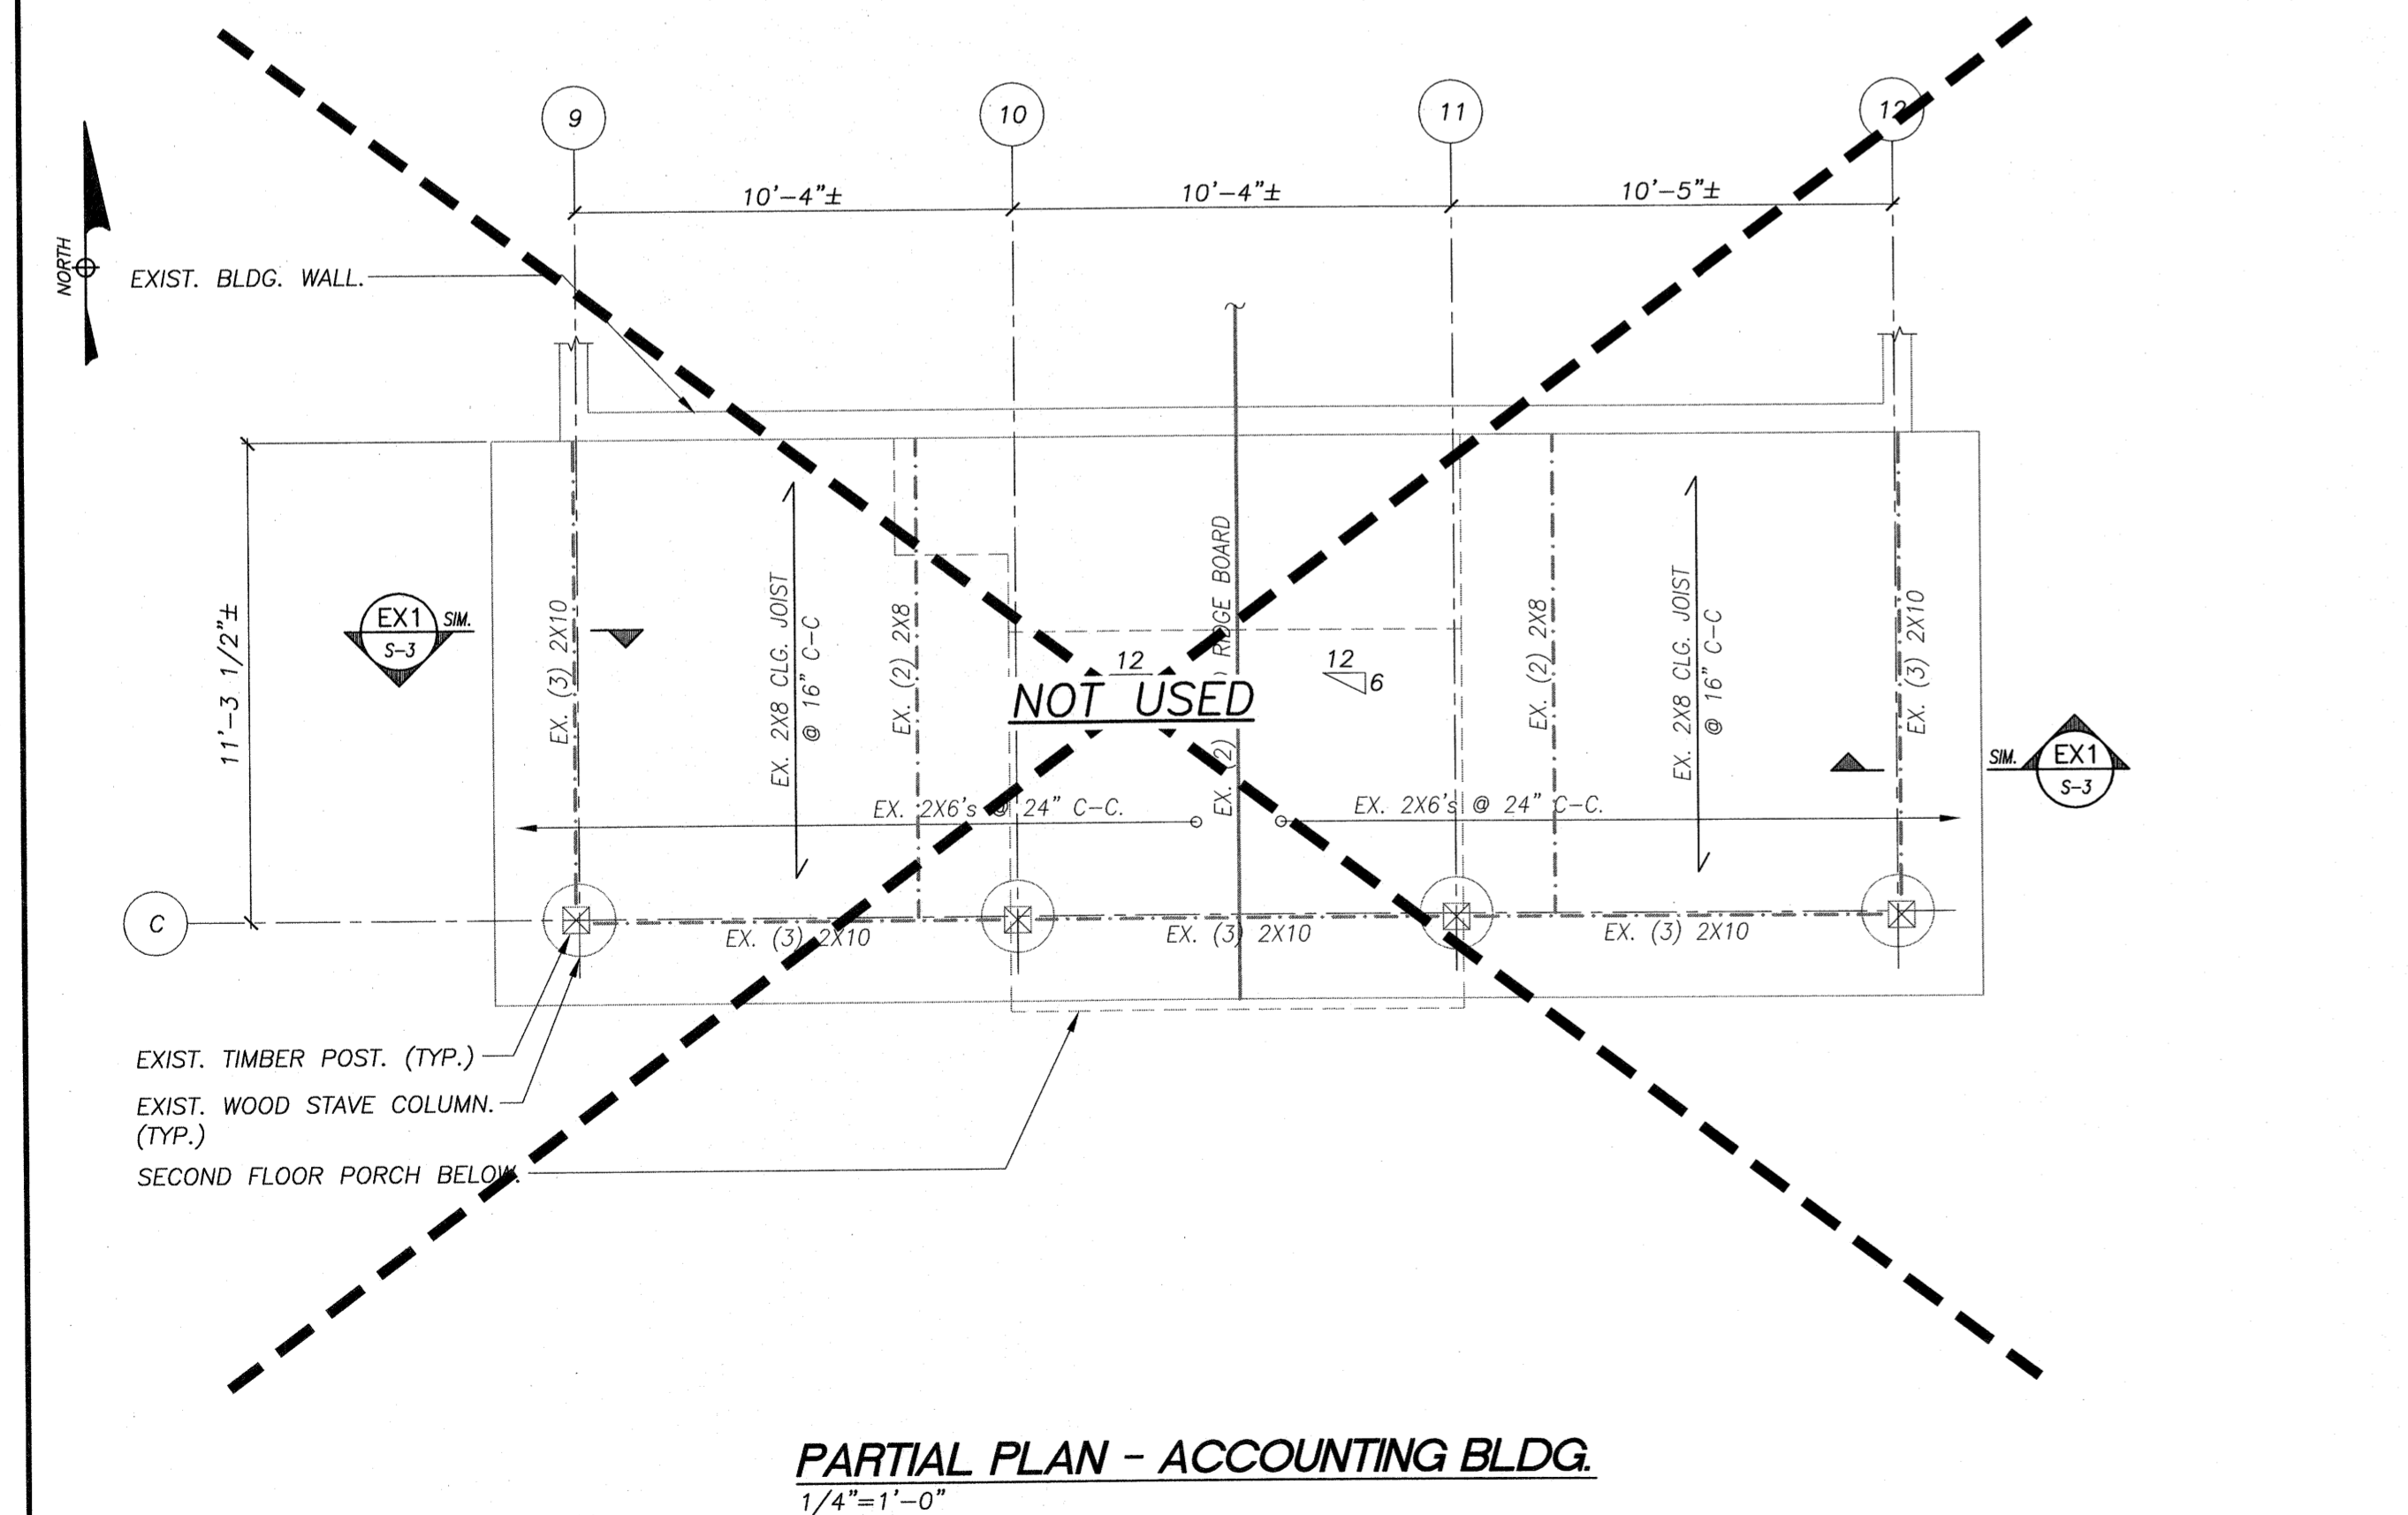 9
10
11
12
10'-4"±
10'-4"±
10'-5"±
NORTH
EXIST. BLDG. WALL.
11'-3 1/2"±
EX1
S-3
SIM.
EX. (3) 2X10
EX. 2X8 CLG. JOIST
@ 16" C-C
EX. (2) 2X8
12
NOT USED
EX. (2) RIDGE BOARD
12
6
EX. (2) 2X8
EX. 2X8 CLG. JOIST
@ 16" C-C
EX. (3) 2X10
SIM.
EX1
S-3
EX. 2X6's @ 24" C-C.
EX. 2X6's @ 24" C-C.
C
EX. (3) 2X10
EX. (3) 2X10
EX. (3) 2X10
EXIST. TIMBER POST. (TYP.)
EXIST. WOOD STAVE COLUMN.
(TYP.)
SECOND FLOOR PORCH BELOW.
PARTIAL PLAN - ACCOUNTING BLDG.
1/4"=1'-0"